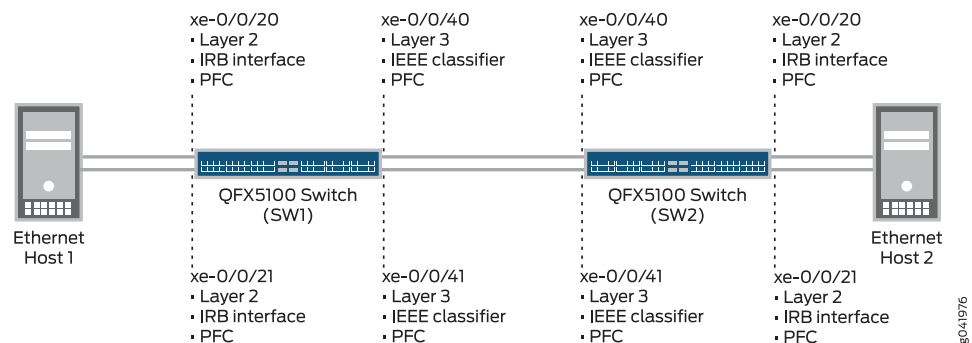 xe-0/0/20
▪ Layer 2
▪ IRB interface
▪ PFC
xe-0/0/40
▪ Layer 3
▪ IEEE classifier
▪ PFC
xe-0/0/40
▪ Layer 3
▪ IEEE classifier
▪ PFC
xe-0/0/20
▪ Layer 2
▪ IRB interface
▪ PFC
Ethernet
Host 1
QFX5100 Switch
(SW1)
QFX5100 Switch
(SW2)
Ethernet
Host 2
xe-0/0/21
▪ Layer 2
▪ IRB interface
▪ PFC
xe-0/0/41
▪ Layer 3
▪ IEEE classifier
▪ PFC
xe-0/0/41
▪ Layer 3
▪ IEEE classifier
▪ PFC
xe-0/0/21
▪ Layer 2
▪ IRB interface
▪ PFC
g041976